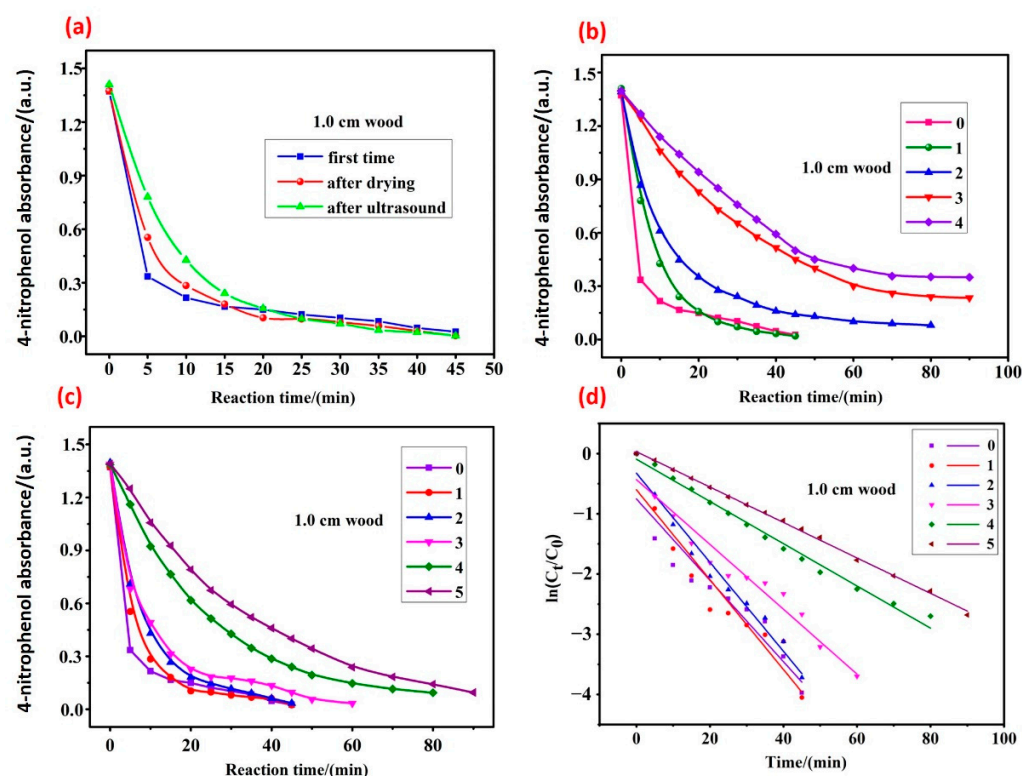 (a)
4-nitrophenol absorbance/(a.u.)
1.5
1.2
0.9
0.6
0.3
0.0
1.0 cm wood
first time
after drying
after ultrasound
0 5 10 15 20 25 30 35 40 45 50
Reaction time/(min)
(b)
4-nitrophenol absorbance/(a.u.)
1.5
1.2
0.9
0.6
0.3
0.0
1.0 cm wood
0
1
2
3
4
0 20 40 60 80 100
Reaction time/(min)
(c)
4-nitrophenol absorbance/(a.u.)
1.5
1.2
0.9
0.6
0.3
0.0
1.0 cm wood
0
1
2
3
4
5
0 20 40 60 80
Reaction time/(min)
(d)
ln(Ct/C0)
0
−1
−2
−3
−4
1.0 cm wood
0
1
2
3
4
5
0 20 40 60 80 100
Time/(min)